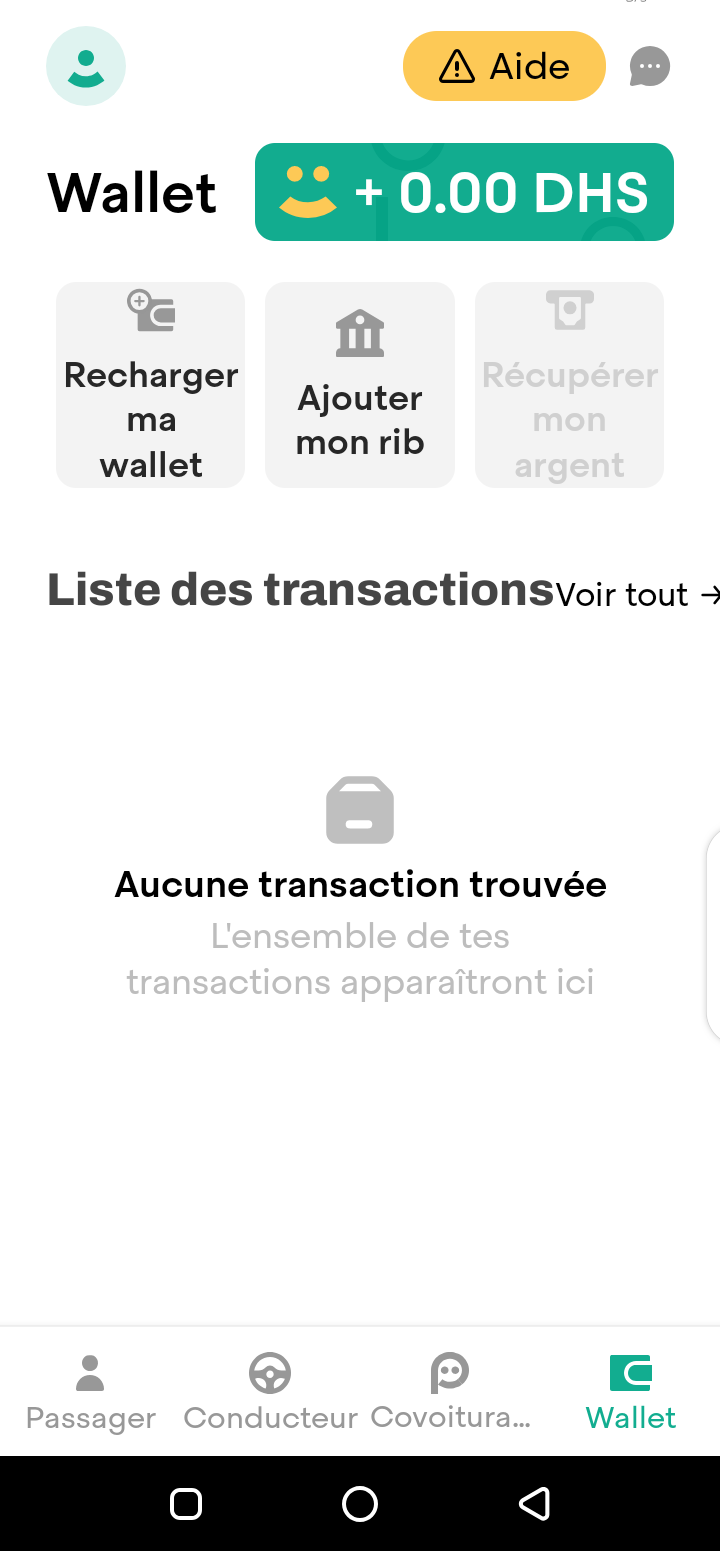 Aide
Wallet
+ 0.00 DHS
Recharger
ma
wallet
Ajouter
mon rib
Récupérer
mon
argent
Liste des transactions
Voir tout →
Aucune transaction trouvée
L'ensemble de tes
transactions apparaîtront ici
Passager
Conducteur
Covoitura...
Wallet